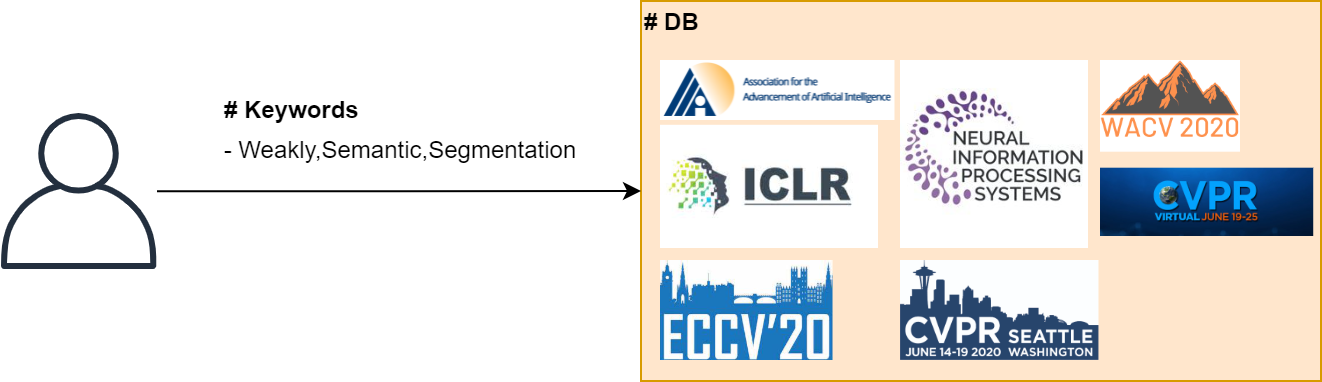 # Keywords
- Weakly,Semantic,Segmentation
# DB
Association for the
Advancement of Artificial Intelligence
NEURAL
INFORMATION
PROCESSING
SYSTEMS
WACV 2020
ICLR
CVPR
VIRTUAL JUNE 19-25
ECCV'20
CVPR SEATTLE
JUNE 14-19 2020 WASHINGTON